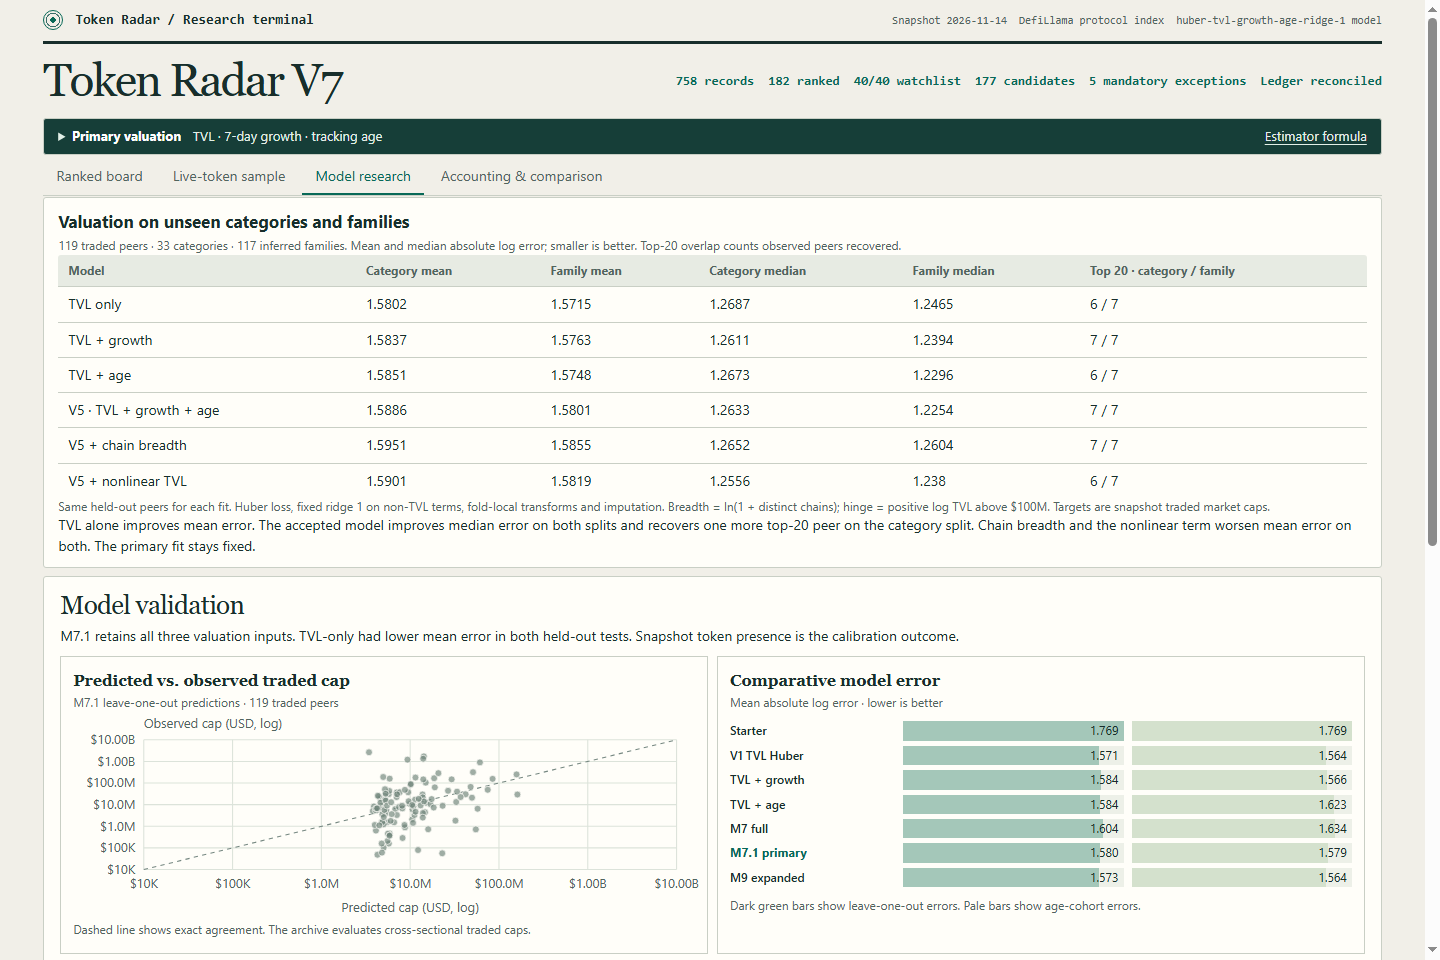 Token Radar / Research terminal
Snapshot 2026-11-14 DefiLlama protocol index huber-tvl-growth-age-ridge-1 model
Token Radar V7
758 records 182 ranked 40/40 watchlist 177 candidates 5 mandatory exceptions Ledger reconciled
Primary valuation TVL · 7-day growth · tracking age
Estimator formula
Ranked board
Live-token sample
Model research
Accounting & comparison
Valuation on unseen categories and families
119 traded peers · 33 categories · 117 inferred families. Mean and median absolute log error; smaller is better. Top-20 overlap counts observed peers recovered.
Model Category mean Family mean Category median Family median Top 20 · category / family
TVL only 1.5802 1.5715 1.2687 1.2465 6 / 7
TVL + growth 1.5837 1.5763 1.2611 1.2394 7 / 7
TVL + age 1.5851 1.5748 1.2673 1.2296 6 / 7
V5 · TVL + growth + age 1.5886 1.5801 1.2633 1.2254 7 / 7
V5 + chain breadth 1.5951 1.5855 1.2652 1.2604 7 / 7
V5 + nonlinear TVL 1.5901 1.5819 1.2556 1.238 6 / 7
Same held-out peers for each fit. Huber loss, fixed ridge 1 on non-TVL terms, fold-local transforms and imputation. Breadth = ln(1 + distinct chains); hinge = positive log TVL above $100M. Targets are snapshot traded market caps.
TVL alone improves mean error. The accepted model improves median error on both splits and recovers one more top-20 peer on the category split. Chain breadth and the nonlinear term worsen mean error on
both. The primary fit stays fixed.
Model validation
M7.1 retains all three valuation inputs. TVL-only had lower mean error in both held-out tests. Snapshot token presence is the calibration outcome.
Predicted vs. observed traded cap
M7.1 leave-one-out predictions · 119 traded peers
Observed cap (USD, log)
$10.00B
$1.00B
$100.0M
$10.0M
$1.0M
$100K
$10K
$10K $100K $1.0M $10.0M $100.0M $1.00B $10.00B
Predicted cap (USD, log)
Dashed line shows exact agreement. The archive evaluates cross-sectional traded caps.
Comparative model error
Mean absolute log error · lower is better
Starter 1.769 1.769
V1 TVL Huber 1.571 1.564
TVL + growth 1.584 1.566
TVL + age 1.584 1.623
M7 full 1.604 1.634
M7.1 primary 1.580 1.579
M9 expanded 1.573 1.564
Dark green bars show leave-one-out errors. Pale bars show age-cohort errors.